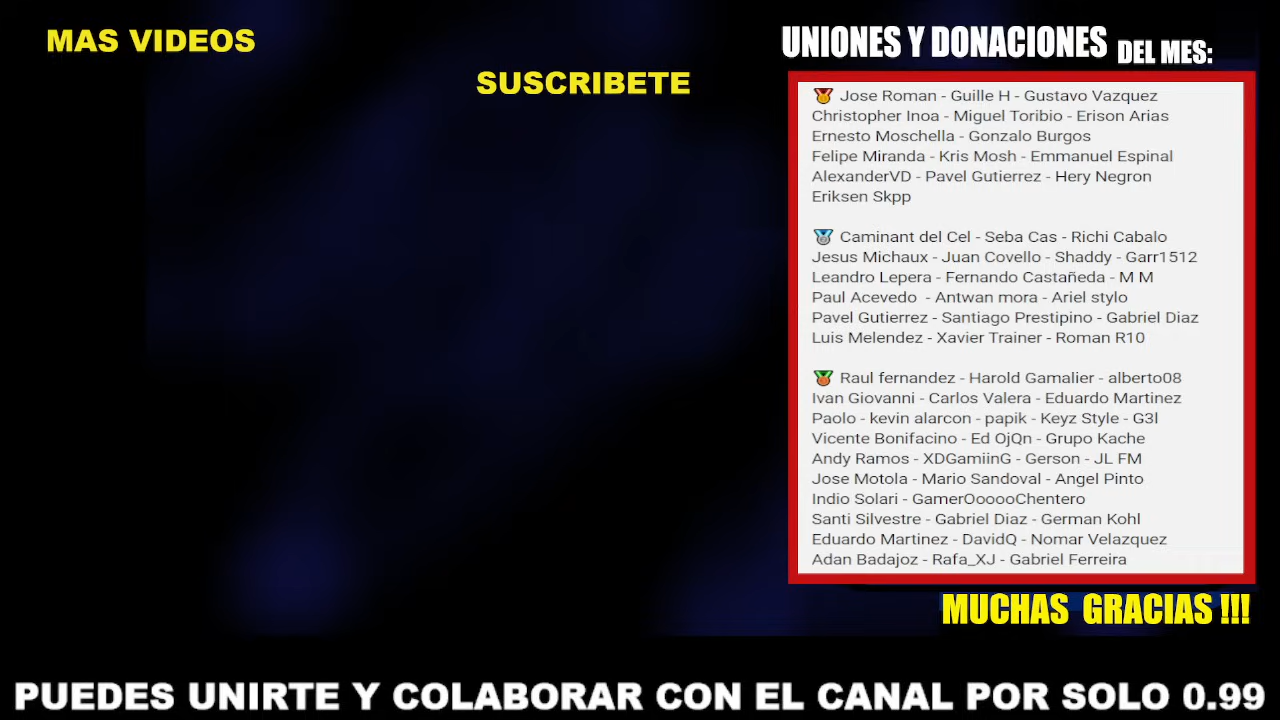 MAS VIDEOS
SUSCRIBETE
UNIONES Y DONACIONES DEL MES:
Jose Roman - Guille H - Gustavo Vazquez
Christopher Inoa - Miguel Toribio - Erison Arias
Ernesto Moschella - Gonzalo Burgos
Felipe Miranda - Kris Mosh - Emmanuel Espinal
AlexanderVD - Pavel Gutierrez - Hery Negron
Eriksen Skpp
Caminant del Cel - Seba Cas - Richi Cabalo
Jesus Michaux - Juan Covello - Shaddy - Garr1512
Leandro Lepera - Fernando Castañeda - M M
Paul Acevedo  - Antwan mora - Ariel stylo
Pavel Gutierrez - Santiago Prestipino - Gabriel Diaz
Luis Melendez - Xavier Trainer - Roman R10
Raul fernandez - Harold Gamalier - alberto08
Ivan Giovanni - Carlos Valera - Eduardo Martinez
Paolo - kevin alarcon - papik - Keyz Style - G3l
Vicente Bonifacino - Ed OjQn - Grupo Kache
Andy Ramos - XDGamiinG - Gerson - JL FM
Jose Motola - Mario Sandoval - Angel Pinto
Indio Solari - GamerOooooChentero
Santi Silvestre - Gabriel Diaz - German Kohl
Eduardo Martinez - DavidQ - Nomar Velazquez
Adan Badajoz - Rafa_XJ - Gabriel Ferreira
MUCHAS GRACIAS !!!
PUEDES UNIRTE Y COLABORAR CON EL CANAL POR SOLO 0.99